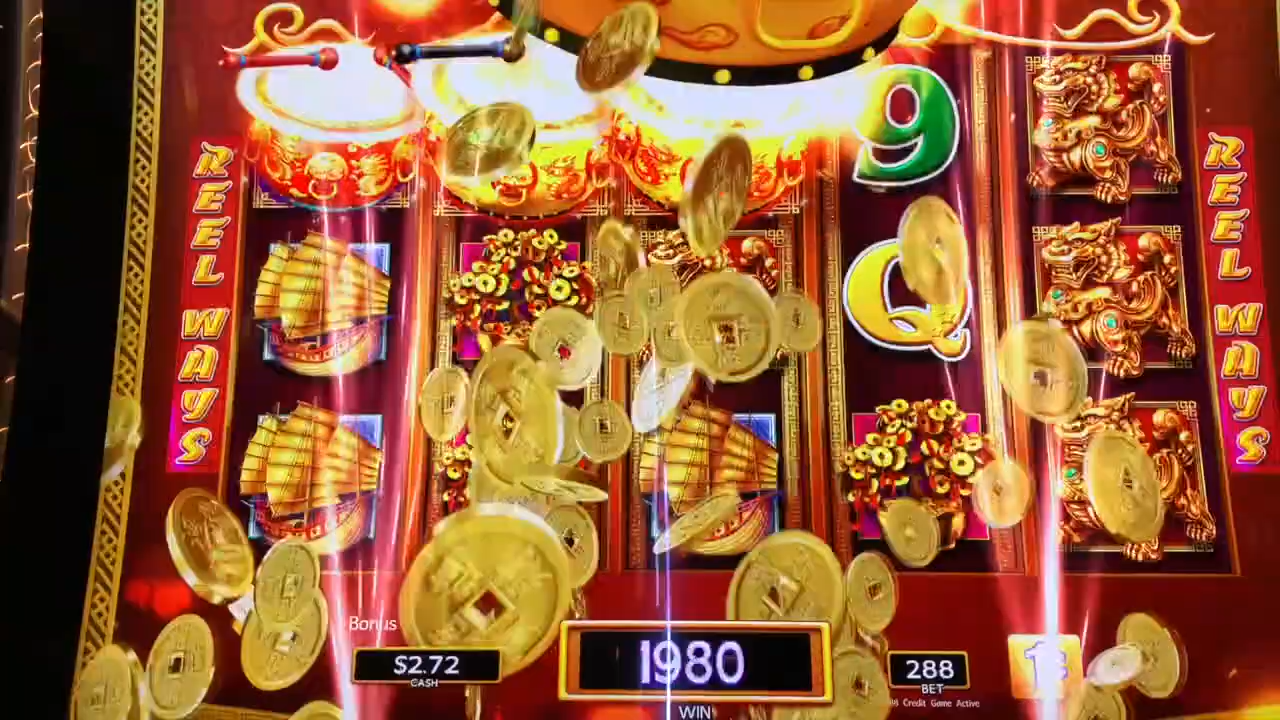 REEL WAYS
REEL WAYS
9
Q
Bonus
$2.72
CASH
1980
WIN
288
BET
Credit Game Active